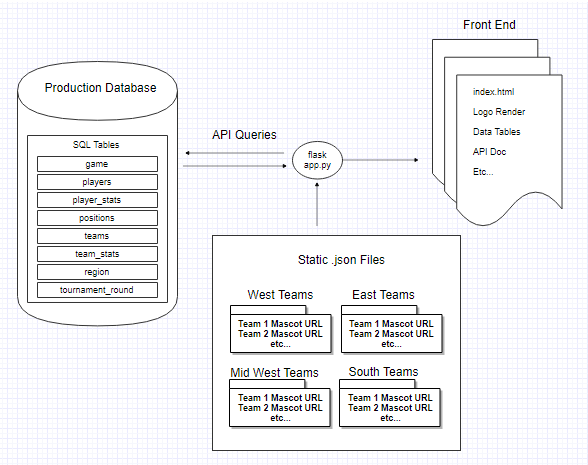 Front End
Production Database
SQL Tables
game
players
player_stats
positions
teams
team_stats
region
tournament_round
API Queries
flask
app.py
index.html
Logo Render
Data Tables
API Doc
Etc...
Static .json Files
West Teams
Team 1 Mascot URL
Team 2 Mascot URL
etc...
East Teams
Team 1 Mascot URL
Team 2 Mascot URL
etc...
Mid West Teams
Team 1 Mascot URL
Team 2 Mascot URL
etc...
South Teams
Team 1 Mascot URL
Team 2 Mascot URL
etc...